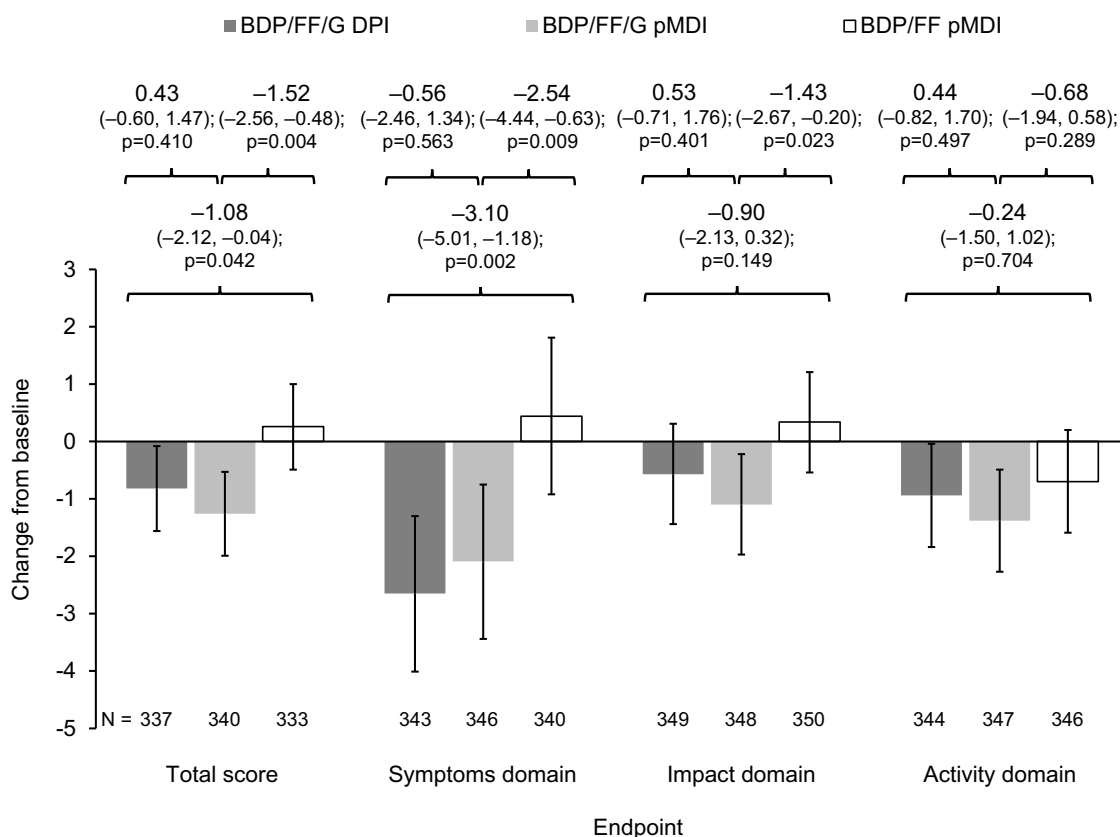 BDP/FF/G DPI BDP/FF/G pMDI BDP/FF pMDI
0.43 –1.52 –0.56 –2.54 0.53 –1.43 0.44 –0.68
(–0.60, 1.47); (–2.56, –0.48); (–2.46, 1.34); (–4.44, –0.63); (–0.71, 1.76); (–2.67, –0.20); (–0.82, 1.70); (–1.94, 0.58);
p=0.410 p=0.004 p=0.563 p=0.009 p=0.401 p=0.023 p=0.497 p=0.289
–1.08 –3.10 –0.90 –0.24
(–2.12, –0.04); (–5.01, –1.18); (–2.13, 0.32); (–1.50, 1.02);
p=0.042 p=0.002 p=0.149 p=0.704
3
2
1
0
-1
-2
-3
-4
-5
Change from baseline
N = 337 340 333 343 346 340 349 348 350 344 347 346
Total score Symptoms domain Impact domain Activity domain
Endpoint